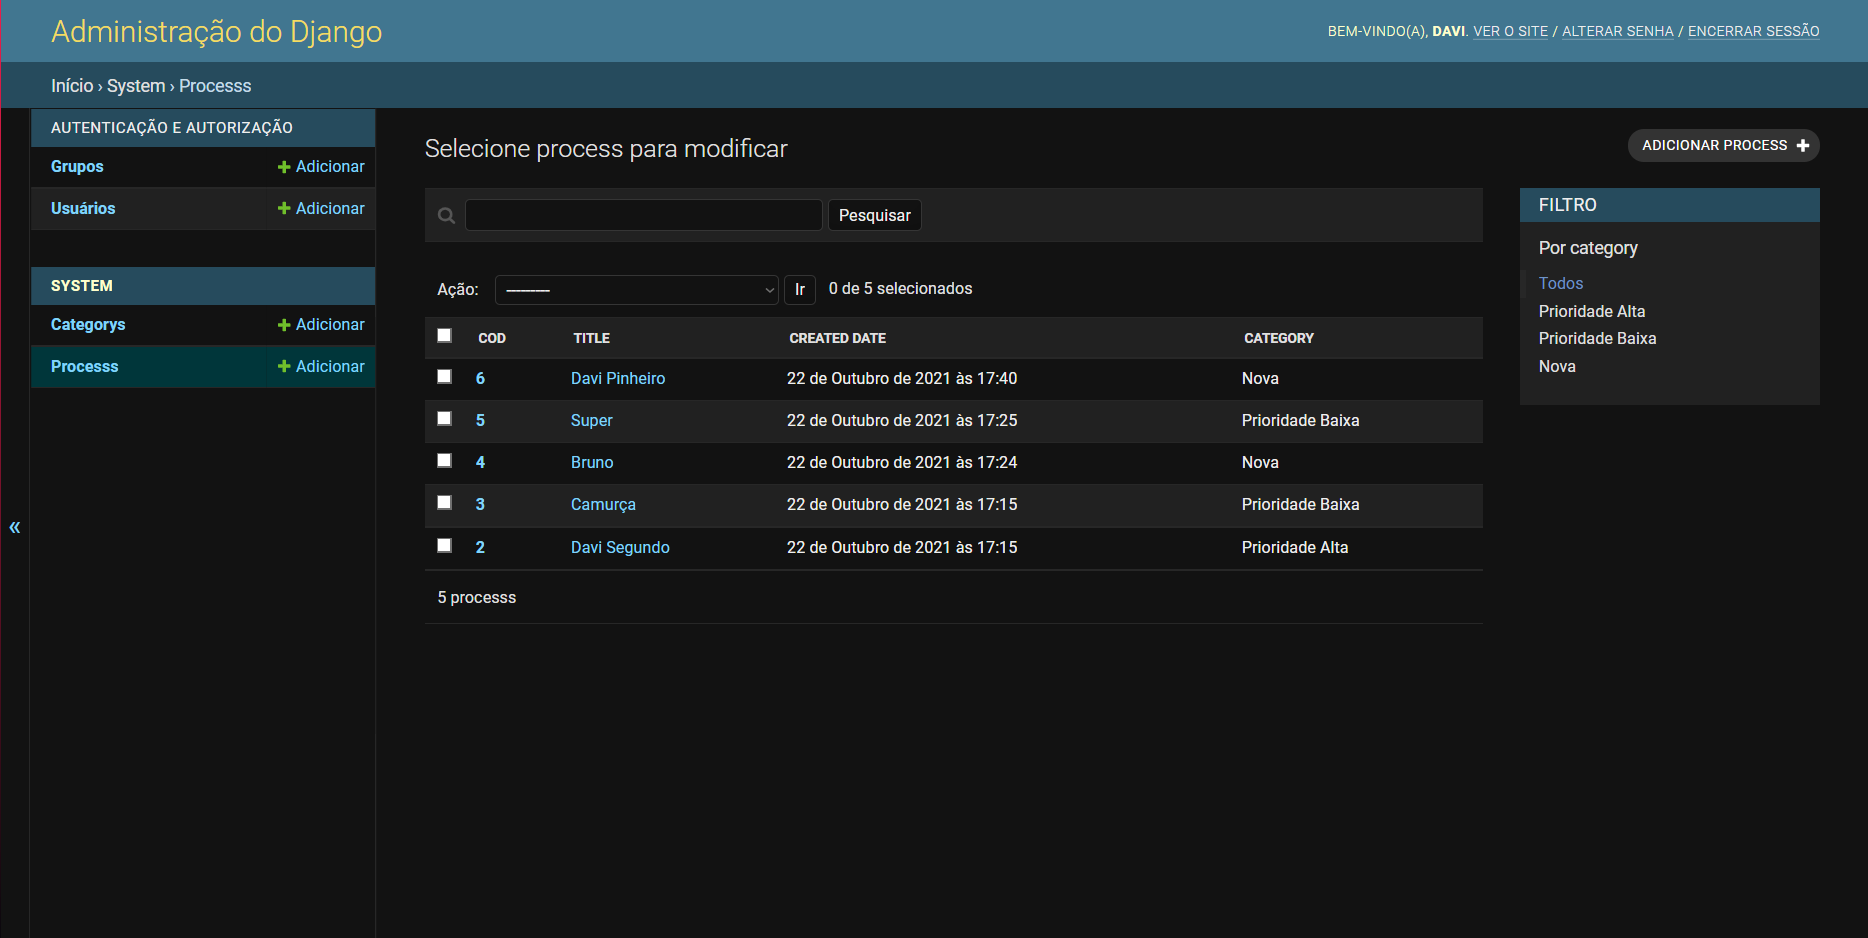 Administração do Django
BEM-VINDO(A), DAVI. VER O SITE / ALTERAR SENHA / ENCERRAR SESSÃO
Início › System › Processs
AUTENTICAÇÃO E AUTORIZAÇÃO
Grupos + Adicionar
Usuários + Adicionar
SYSTEM
Categorys + Adicionar
Processs + Adicionar
«
Selecione process para modificar
ADICIONAR PROCESS +
Pesquisar
Ação: --------- Ir 0 de 5 selecionados
COD TITLE CREATED DATE CATEGORY
6 Davi Pinheiro 22 de Outubro de 2021 às 17:40 Nova
5 Super 22 de Outubro de 2021 às 17:25 Prioridade Baixa
4 Bruno 22 de Outubro de 2021 às 17:24 Nova
3 Camurça 22 de Outubro de 2021 às 17:15 Prioridade Baixa
2 Davi Segundo 22 de Outubro de 2021 às 17:15 Prioridade Alta
5 processs
FILTRO
Por category
Todos
Prioridade Alta
Prioridade Baixa
Nova